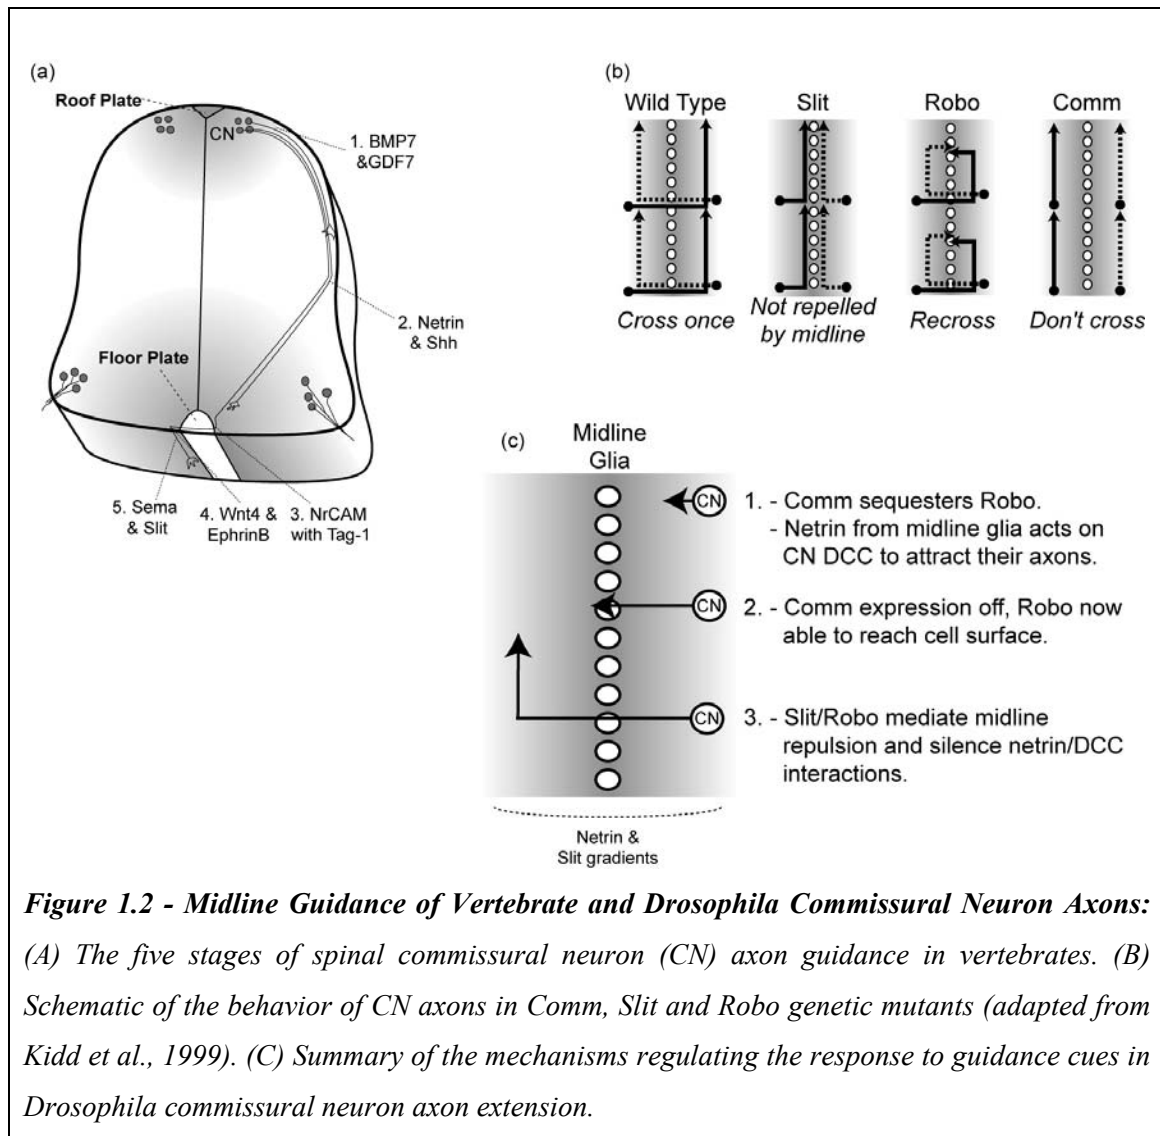 (a)
Roof Plate
CN
1. BMP7
&GDF7
2. Netrin
& Shh
Floor Plate
5. Sema
& Slit
4. Wnt4 &
EphrinB
3. NrCAM
with Tag-1
(b)
Wild Type
Slit
Robo
Comm
Cross once
Not repelled
by midline
Recross
Don't cross
(c)
Midline
Glia
CN
1. - Comm sequesters Robo.
- Netrin from midline glia acts on
CN DCC to attract their axons.
CN
2. - Comm expression off, Robo now
able to reach cell surface.
CN
3. - Slit/Robo mediate midline
repulsion and silence netrin/DCC
interactions.
Netrin &
Slit gradients
Figure 1.2 - Midline Guidance of Vertebrate and Drosophila Commissural Neuron Axons:
(A) The five stages of spinal commissural neuron (CN) axon guidance in vertebrates. (B)
Schematic of the behavior of CN axons in Comm, Slit and Robo genetic mutants (adapted from
Kidd et al., 1999). (C) Summary of the mechanisms regulating the response to guidance cues in
Drosophila commissural neuron axon extension.